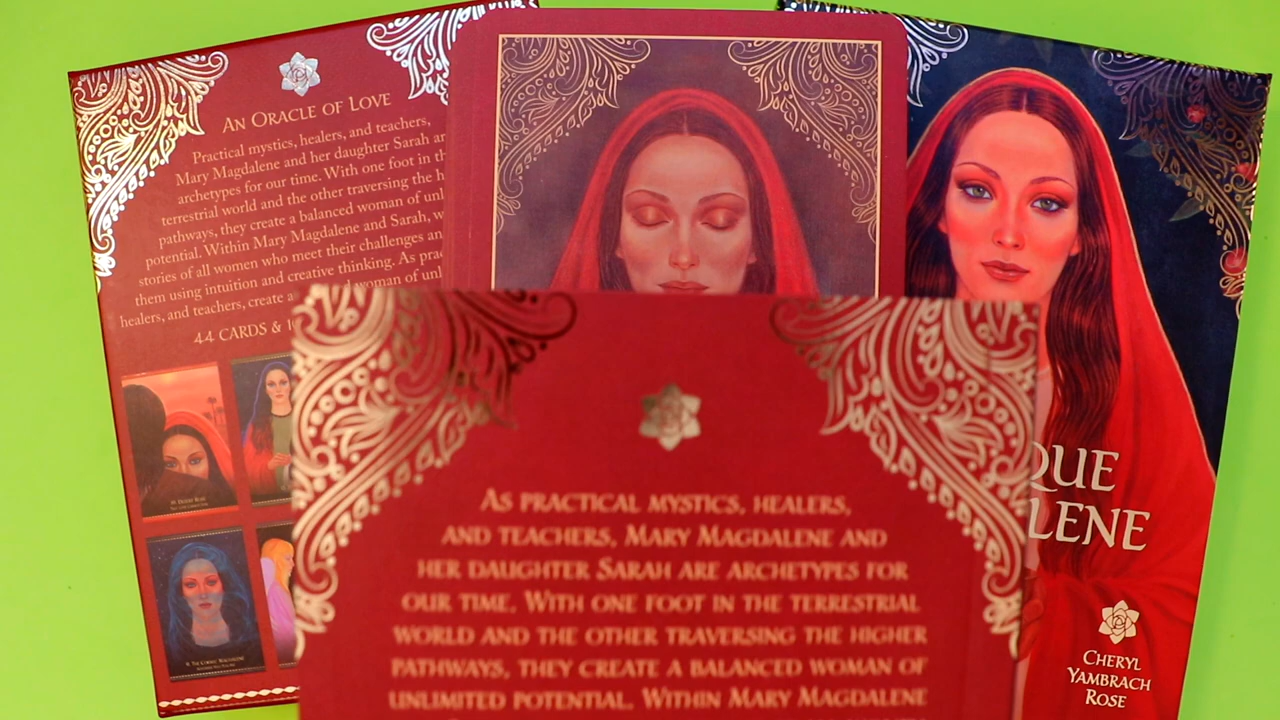 An Oracle of Love
Practical mystics, healers, and teachers,
Mary Magdalene and her daughter Sarah ar
archetypes for our time. With one foot in th
terrestrial world and the other traversing the h
pathways, they create a balanced woman of unl
potential. Within Mary Magdalene and Sarah, w
stories of all women who meet their challenges an
them using intuition and creative thinking. As prac
healers, and teachers, create a woman of unl
44 CARDS & 1
As practical mystics, healers,
and teachers, Mary Magdalene and
her daughter Sarah are archetypes for
our time. With one foot in the terrestrial
world and the other traversing the higher
pathways, they create a balanced woman of
unlimited potential. Within Mary Magdalene
QUE
LENE
Cheryl
Yambrach
Rose